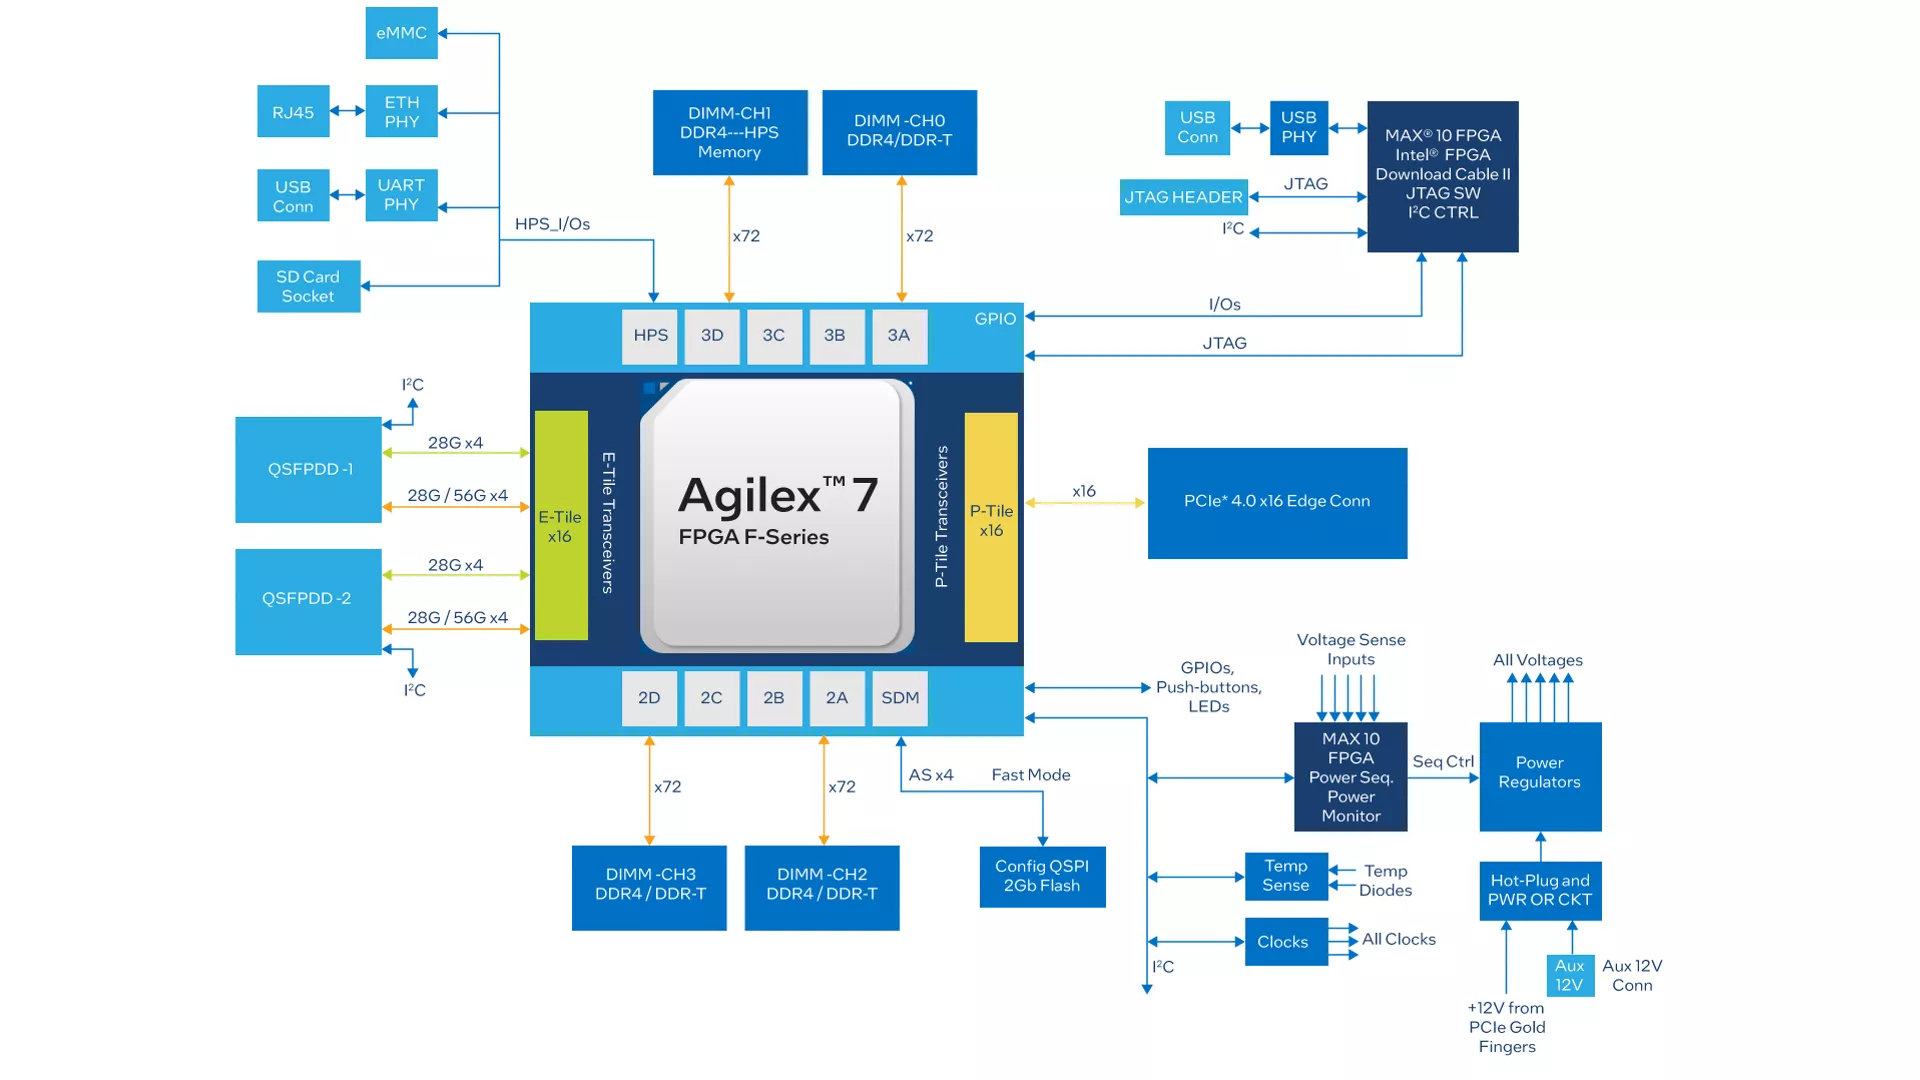 eMMC
RJ45
ETH
PHY
USB
Conn
UART
PHY
SD Card
Socket
HPS_I/Os
DIMM-CH1
DDR4---HPS
Memory
DIMM -CH0
DDR4/DDR-T
x72
x72
USB
Conn
USB
PHY
MAX® 10 FPGA
Intel® FPGA
Download Cable II
JTAG SW
I²C CTRL
JTAG HEADER
JTAG
I²C
I/Os
JTAG
HPS
3D
3C
3B
3A
GPIO
I²C
QSFPDD -1
28G x4
28G / 56G x4
QSFPDD -2
28G x4
28G / 56G x4
I²C
E-Tile
x16
E-Tile Transceivers
Agilex™ 7
FPGA F-Series
P-Tile Transceivers
P-Tile
x16
x16
PCIe* 4.0 x16 Edge Conn
2D
2C
2B
2A
SDM
x72
x72
AS x4
Fast Mode
DIMM -CH3
DDR4 / DDR-T
DIMM -CH2
DDR4 / DDR-T
Config QSPI
2Gb Flash
GPIOs,
Push-buttons,
LEDs
Voltage Sense
Inputs
All Voltages
MAX 10
FPGA
Power Seq.
Power
Monitor
Seq Ctrl
Power
Regulators
Temp
Sense
Temp
Diodes
Hot-Plug and
PWR OR CKT
Clocks
All Clocks
I²C
Aux
12V
Aux 12V
Conn
+12V from
PCIe Gold
Fingers